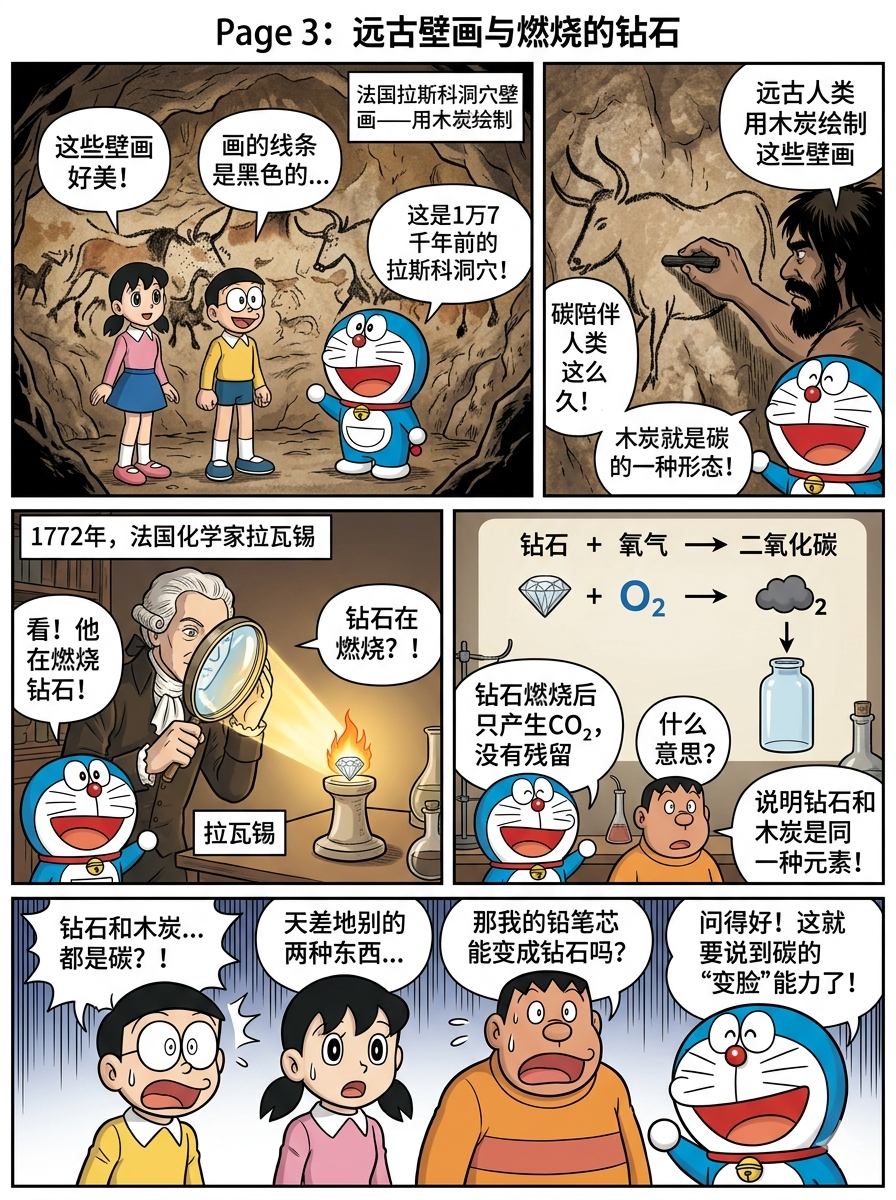 Page 3：远古壁画与燃烧的钻石
法国拉斯科洞穴壁
画——用木炭绘制
这些壁画
好美！
画的线条
是黑色的...
这是1万7
千年前的
拉斯科洞穴！
远古人类
用木炭绘制
这些壁画
碳陪伴
人类
这么
久！
木炭就是碳
的一种形态！
1772年，法国化学家拉瓦锡
看！他
在燃烧
钻石！
钻石在
燃烧？！
拉瓦锡
钻石 + 氧气 → 二氧化碳
+ O₂ → ₂
钻石燃烧后
只产生CO₂，
没有残留
什么
意思？
说明钻石和
木炭是同
一种元素！
钻石和木炭...
都是碳？！
天差地别的
两种东西...
那我的铅笔芯
能变成钻石吗？
问得好！这就
要说到碳的
“变脸”能力了！